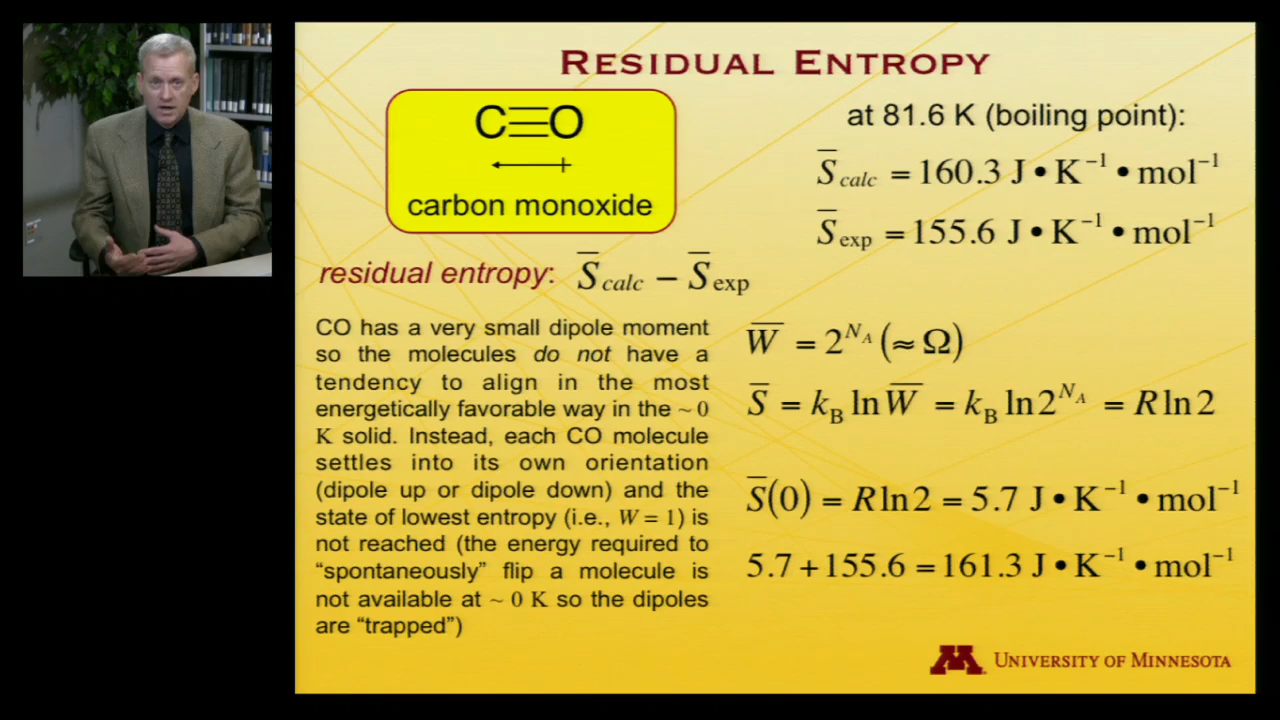 RESIDUAL ENTROPY
C≡O
carbon monoxide
at 81.6 K (boiling point):
S̅calc = 160.3 J • K⁻¹ • mol⁻¹
S̅exp = 155.6 J • K⁻¹ • mol⁻¹
residual entropy: S̅calc − S̅exp
CO has a very small dipole moment
so the molecules do not have a
tendency to align in the most
energetically favorable way in the ~ 0
K solid. Instead, each CO molecule
settles into its own orientation
(dipole up or dipole down) and the
state of lowest entropy (i.e., W = 1) is
not reached (the energy required to
“spontaneously” flip a molecule is
not available at ~ 0 K so the dipoles
are “trapped”)
W̅ = 2^{N_A} (≈ Ω)
S̅ = k_B ln W̅ = k_B ln 2^{N_A} = R ln 2
S̅(0) = R ln 2 = 5.7 J • K⁻¹ • mol⁻¹
5.7 + 155.6 = 161.3 J • K⁻¹ • mol⁻¹
M UNIVERSITY OF MINNESOTA